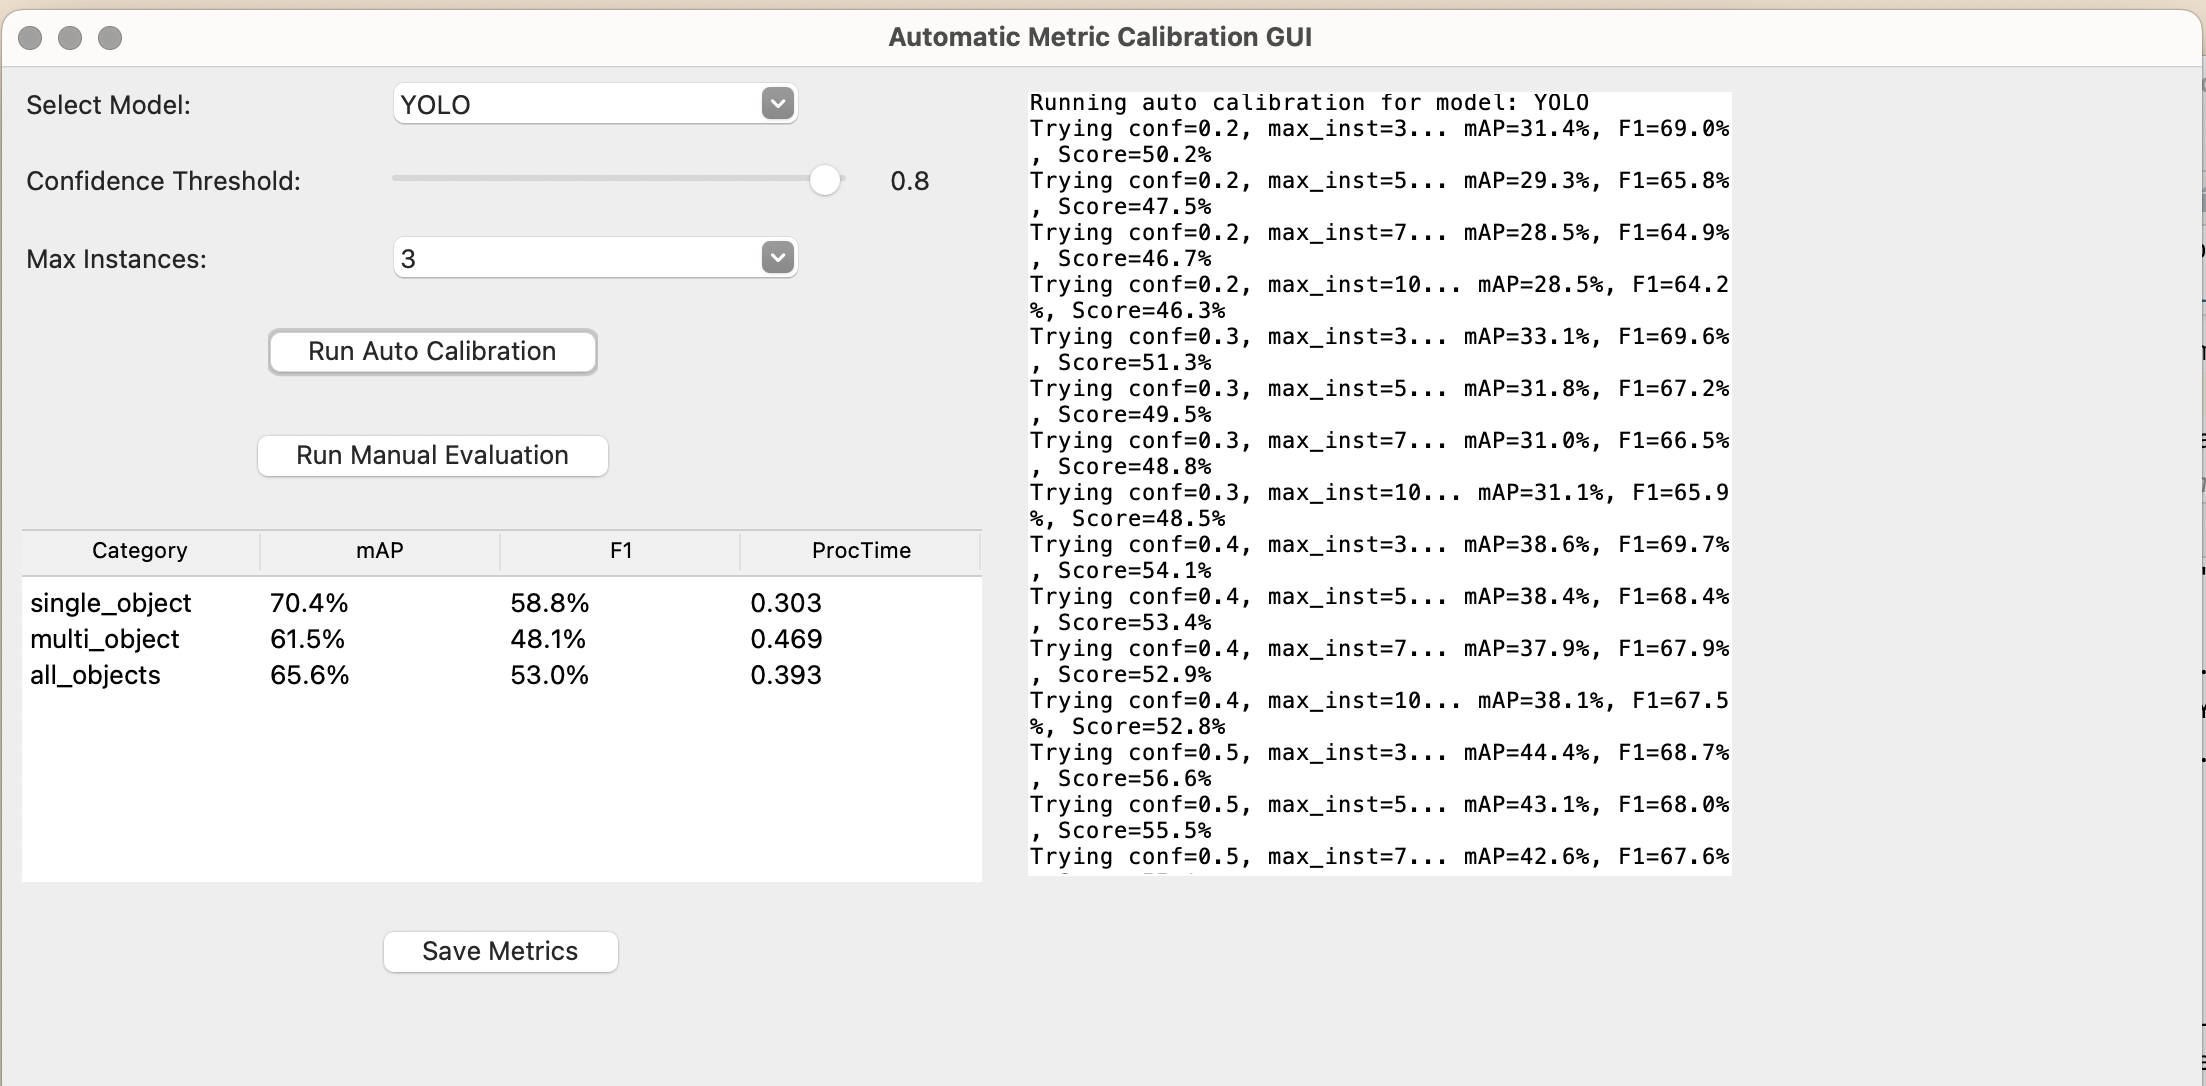 Automatic Metric Calibration GUI
Select Model:
YOLO
Confidence Threshold:
0.8
Max Instances:
3
Run Auto Calibration
Run Manual Evaluation
Category mAP F1 ProcTime
single_object 70.4% 58.8% 0.303
multi_object 61.5% 48.1% 0.469
all_objects 65.6% 53.0% 0.393
Save Metrics
Running auto calibration for model: YOLO
Trying conf=0.2, max_inst=3... mAP=31.4%, F1=69.0%
, Score=50.2%
Trying conf=0.2, max_inst=5... mAP=29.3%, F1=65.8%
, Score=47.5%
Trying conf=0.2, max_inst=7... mAP=28.5%, F1=64.9%
, Score=46.7%
Trying conf=0.2, max_inst=10... mAP=28.5%, F1=64.2
%, Score=46.3%
Trying conf=0.3, max_inst=3... mAP=33.1%, F1=69.6%
, Score=51.3%
Trying conf=0.3, max_inst=5... mAP=31.8%, F1=67.2%
, Score=49.5%
Trying conf=0.3, max_inst=7... mAP=31.0%, F1=66.5%
, Score=48.8%
Trying conf=0.3, max_inst=10... mAP=31.1%, F1=65.9
%, Score=48.5%
Trying conf=0.4, max_inst=3... mAP=38.6%, F1=69.7%
, Score=54.1%
Trying conf=0.4, max_inst=5... mAP=38.4%, F1=68.4%
, Score=53.4%
Trying conf=0.4, max_inst=7... mAP=37.9%, F1=67.9%
, Score=52.9%
Trying conf=0.4, max_inst=10... mAP=38.1%, F1=67.5
%, Score=52.8%
Trying conf=0.5, max_inst=3... mAP=44.4%, F1=68.7%
, Score=56.6%
Trying conf=0.5, max_inst=5... mAP=43.1%, F1=68.0%
, Score=55.5%
Trying conf=0.5, max_inst=7... mAP=42.6%, F1=67.6%